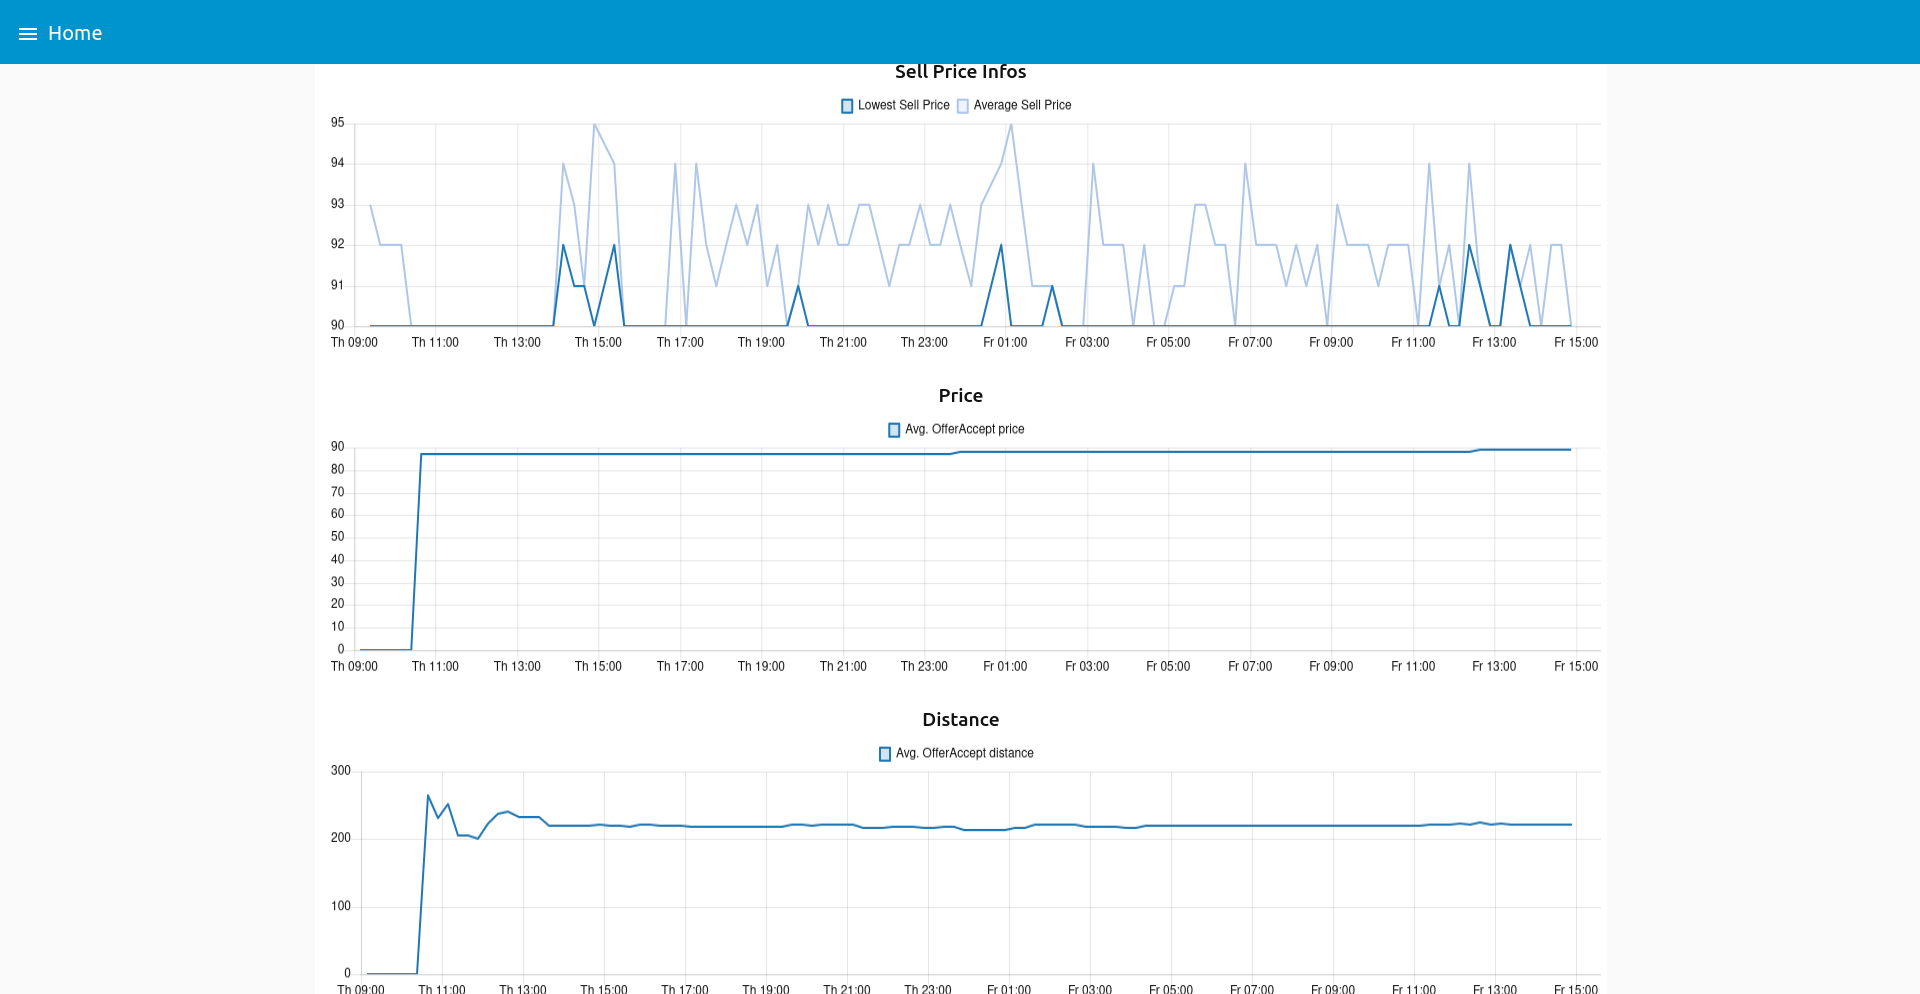 Home
Sell Price Infos
Lowest Sell Price Average Sell Price
95
94
93
92
91
90
Th 09:00 Th 11:00 Th 13:00 Th 15:00 Th 17:00 Th 19:00 Th 21:00 Th 23:00 Fr 01:00 Fr 03:00 Fr 05:00 Fr 07:00 Fr 09:00 Fr 11:00 Fr 13:00 Fr 15:00
Price
Avg. OfferAccept price
90
80
70
60
50
40
30
20
10
0
Th 09:00 Th 11:00 Th 13:00 Th 15:00 Th 17:00 Th 19:00 Th 21:00 Th 23:00 Fr 01:00 Fr 03:00 Fr 05:00 Fr 07:00 Fr 09:00 Fr 11:00 Fr 13:00 Fr 15:00
Distance
Avg. OfferAccept distance
300
200
100
0
Th 09:00 Th 11:00 Th 13:00 Th 15:00 Th 17:00 Th 19:00 Th 21:00 Th 23:00 Fr 01:00 Fr 03:00 Fr 05:00 Fr 07:00 Fr 09:00 Fr 11:00 Fr 13:00 Fr 15:00